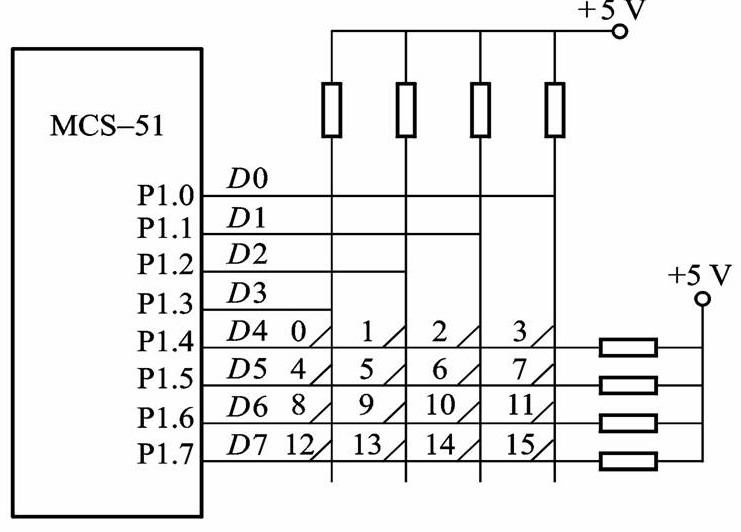 +5 V
MCS-51
P1.0 D0
P1.1 D1
P1.2 D2
+5 V
P1.3 D3
P1.4 D4 0 1 2 3
P1.5 D5 4 5 6 7
P1.6 D6 8 9 10 11
P1.7 D7 12 13 14 15